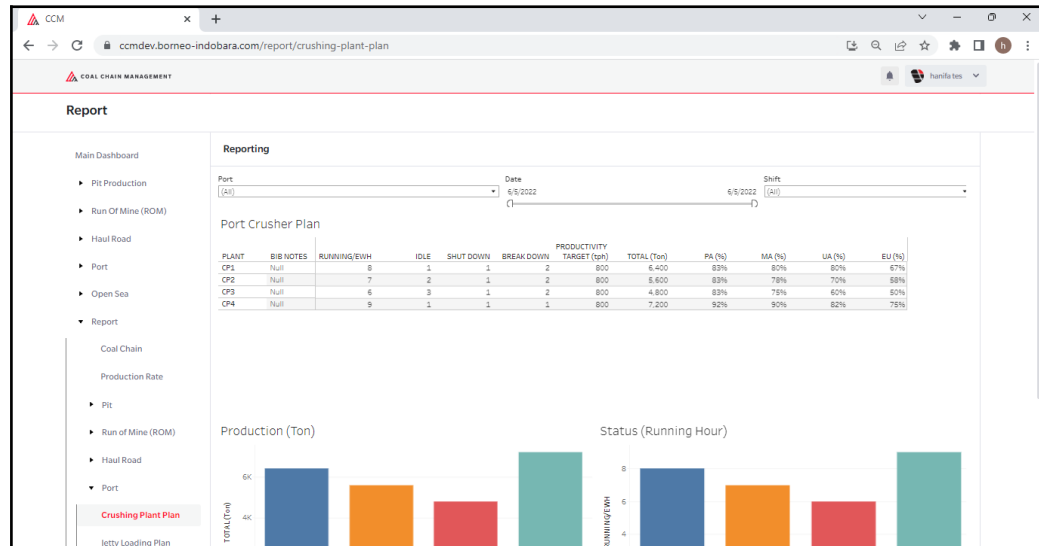 CCM
ccmdev.borneo-indobara.com/report/crushing-plant-plan
h
COAL CHAIN MANAGEMENT
hanifa tes
Report
Main Dashboard
Pit Production
Run Of Mine (ROM)
Haul Road
Port
Open Sea
Report
Coal Chain
Production Rate
Pit
Run of Mine (ROM)
Haul Road
Port
Crushing Plant Plan
Jetty Loading Plan
Reporting
Port Date Shift
(All) 6/5/2022 6/5/2022 (All)
Port Crusher Plan
PRODUCTIVITY
PLANT BIB NOTES RUNNING/EWH IDLE SHUT DOWN BREAK DOWN TARGET (tph) TOTAL (Ton) PA (%) MA (%) UA (%) EU (%)
CP1 Null 8 1 1 2 800 6,400 83% 80% 80% 67%
CP2 Null 7 2 1 2 800 5,600 83% 78% 70% 58%
CP3 Null 6 3 1 2 800 4,800 83% 75% 60% 50%
CP4 Null 9 1 1 1 800 7,200 92% 90% 82% 75%
Production (Ton)
6K
4K
TOTAL (Ton)
Status (Running Hour)
8
6
4
RUNNING/EWH